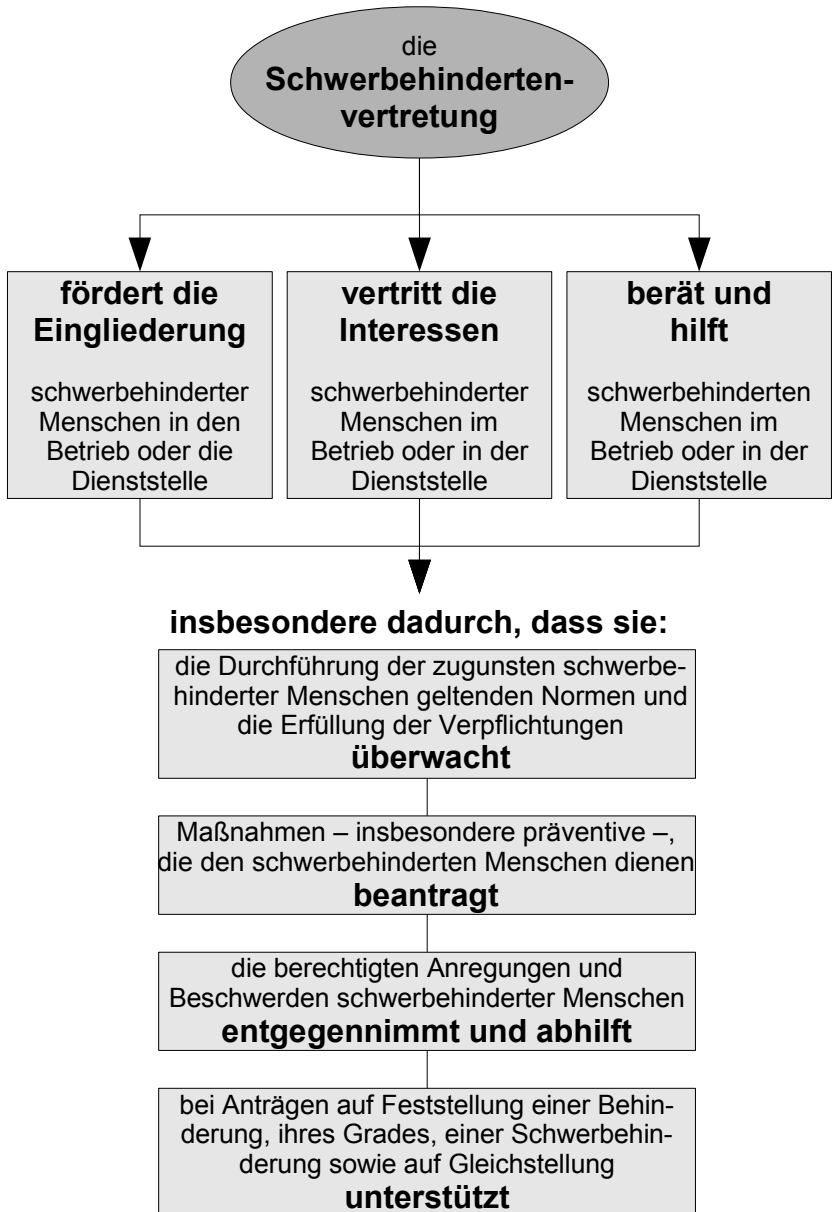 die
Schwerbehinderten-
vertretung
fördert die
Eingliederung
schwerbehinderter
Menschen in den
Betrieb oder die
Dienststelle
vertritt die
Interessen
schwerbehinderter
Menschen im
Betrieb oder in der
Dienststelle
berät und
hilft
schwerbehinderten
Menschen im
Betrieb oder in der
Dienststelle
insbesondere dadurch, dass sie:
die Durchführung der zugunsten schwerbe-
hinderter Menschen geltenden Normen und
die Erfüllung der Verpflichtungen
überwacht
Maßnahmen – insbesondere präventive –,
die den schwerbehinderten Menschen dienen
beantragt
die berechtigten Anregungen und
Beschwerden schwerbehinderter Menschen
entgegennimmt und abhilft
bei Anträgen auf Feststellung einer Behin-
derung, ihres Grades, einer Schwerbehin-
derung sowie auf Gleichstellung
unterstützt